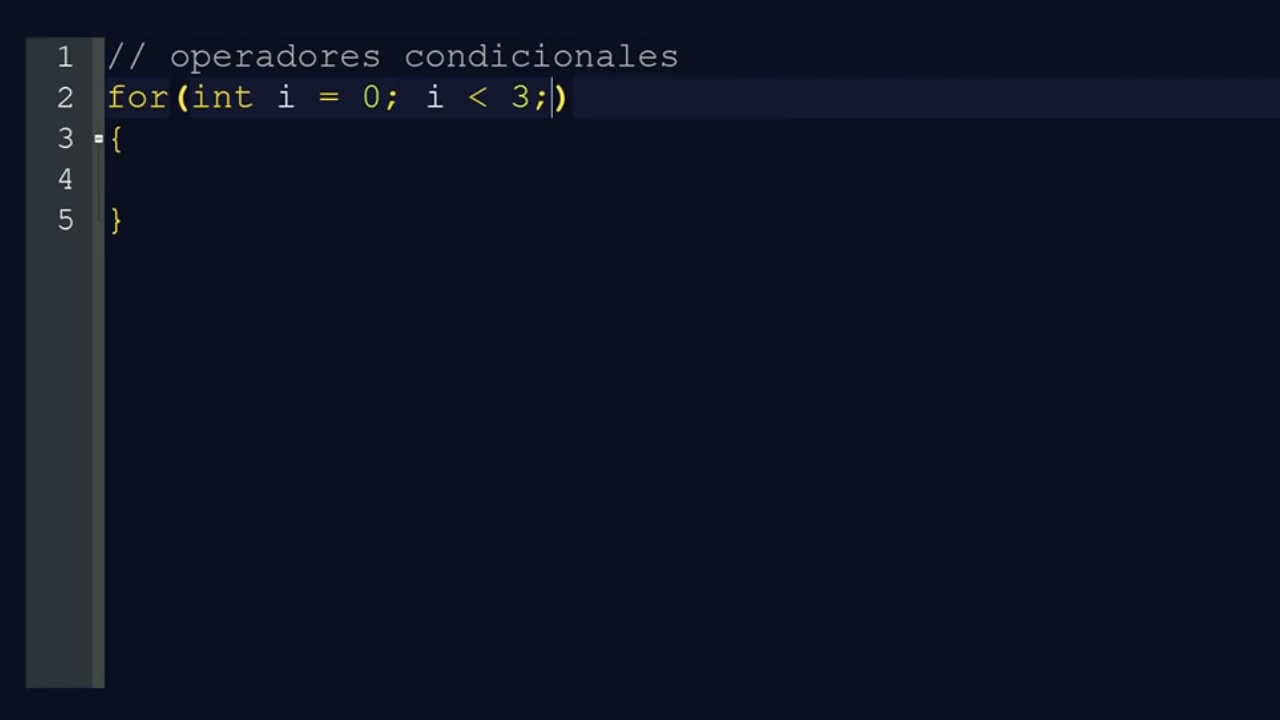 1 // operadores condicionales
2 for(int i = 0; i < 3;)
3 {
4
5 }